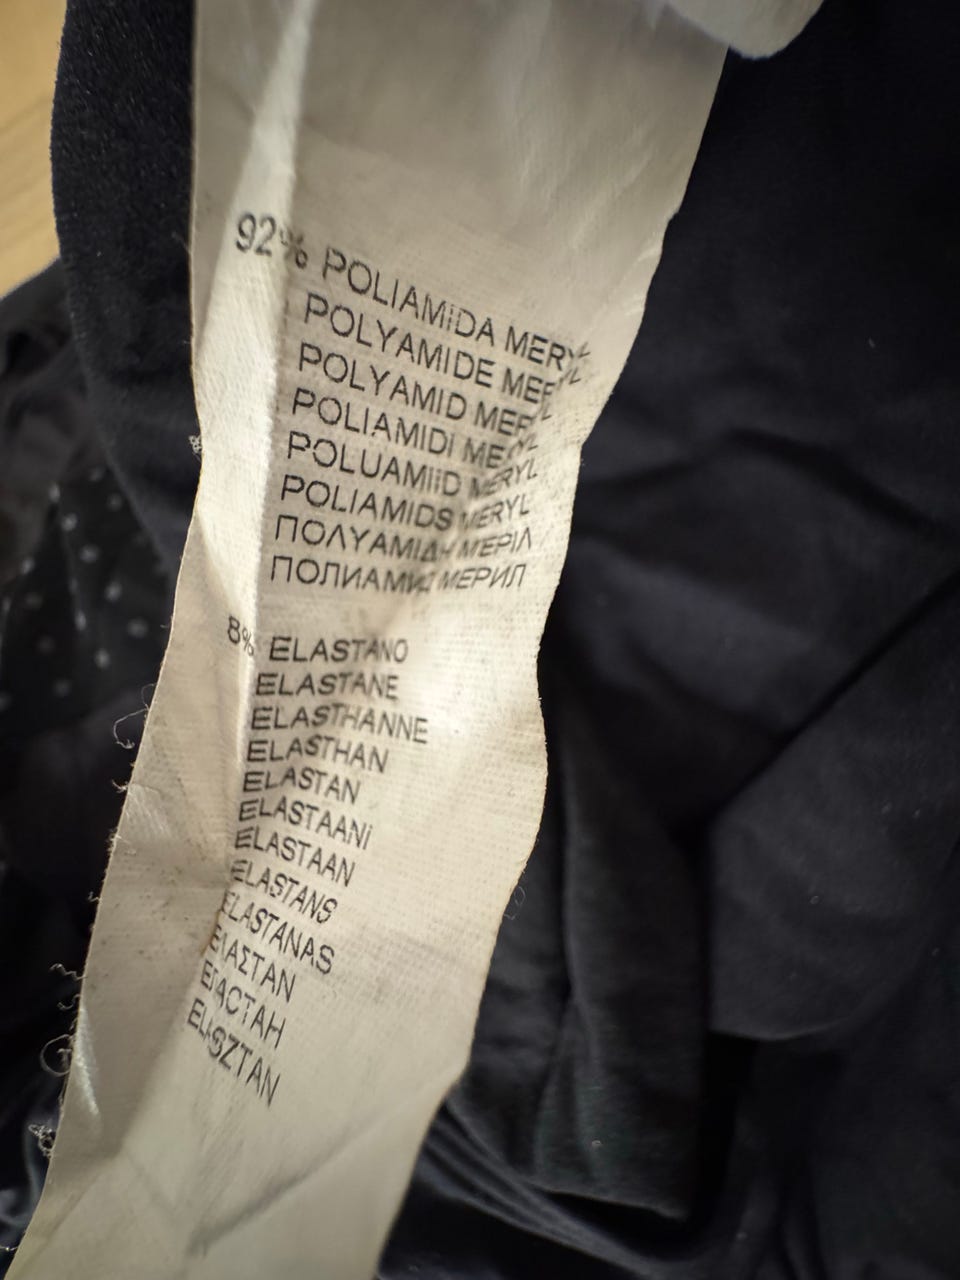 92% POLIAMIDA MERYL
POLYAMIDE MERYL
POLYAMID MERYL
POLIAMIDI MERYL
POLUAMIID MERYL
POLIAMIDS MERYL
ΠΟΛΥΑΜΙΔΗ ΜΕΡΙΛ
ПОЛИАМИД МЕРИЛ
8% ELASTANO
ELASTANE
ELASTHANNE
ELASTHAN
ELASTAN
ELASTAANI
ELASTAAN
ELASTANS
ELASTANAS
ΕΛΑΣΤΑΝ
ЕЛАСТАН
ELASZTAN